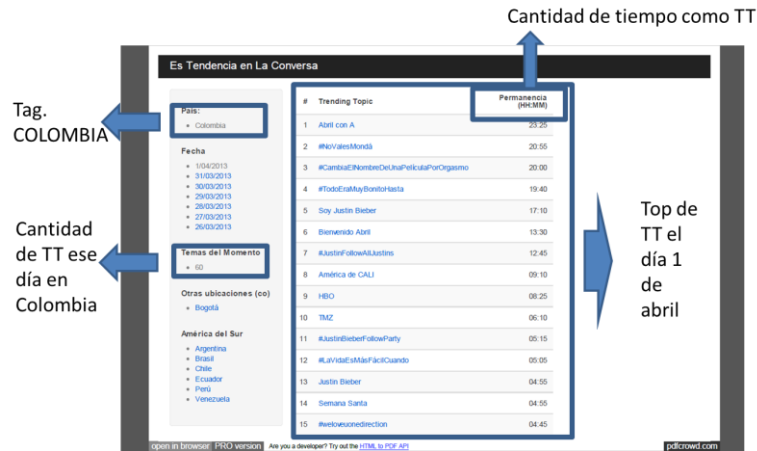 Cantidad de tiempo como TT
Es Tendencia en La Conversa
Tag.
COLOMBIA
País:
Colombia
Fecha
1/04/2013
31/03/2013
30/03/2013
29/03/2013
28/03/2013
27/03/2013
26/03/2013
Cantidad
de TT ese
día en
Colombia
Temas del Momento
60
Otras ubicaciones (co)
Bogotá
América del Sur
Argentina
Brasil
Chile
Ecuador
Perú
Venezuela
# Trending Topic Permanencia
(HH:MM)
1 Abril con A 23:25
2 #NoValesMondá 20:55
3 #CambiaElNombreDeUnaPelículaPorOrgasmo 20:00
4 #TodoEraMuyBonitoHasta 19:40
5 Soy Justin Bieber 17:10
6 Bienvenido Abril 13:30
7 #JustinFollowAllJustins 12:45
8 América de CALI 09:10
9 HBO 08:25
10 TMZ 06:10
11 #JustinBieberFollowParty 05:15
12 #LaVidaEsMásFácilCuando 05:05
13 Justin Bieber 04:55
14 Semana Santa 04:55
15 #weloveuonedirection 04:45
Top de
TT el
día 1
de
abril
open in browser PRO version Are you a developer? Try out the HTML to PDF API pdfcrowd.com